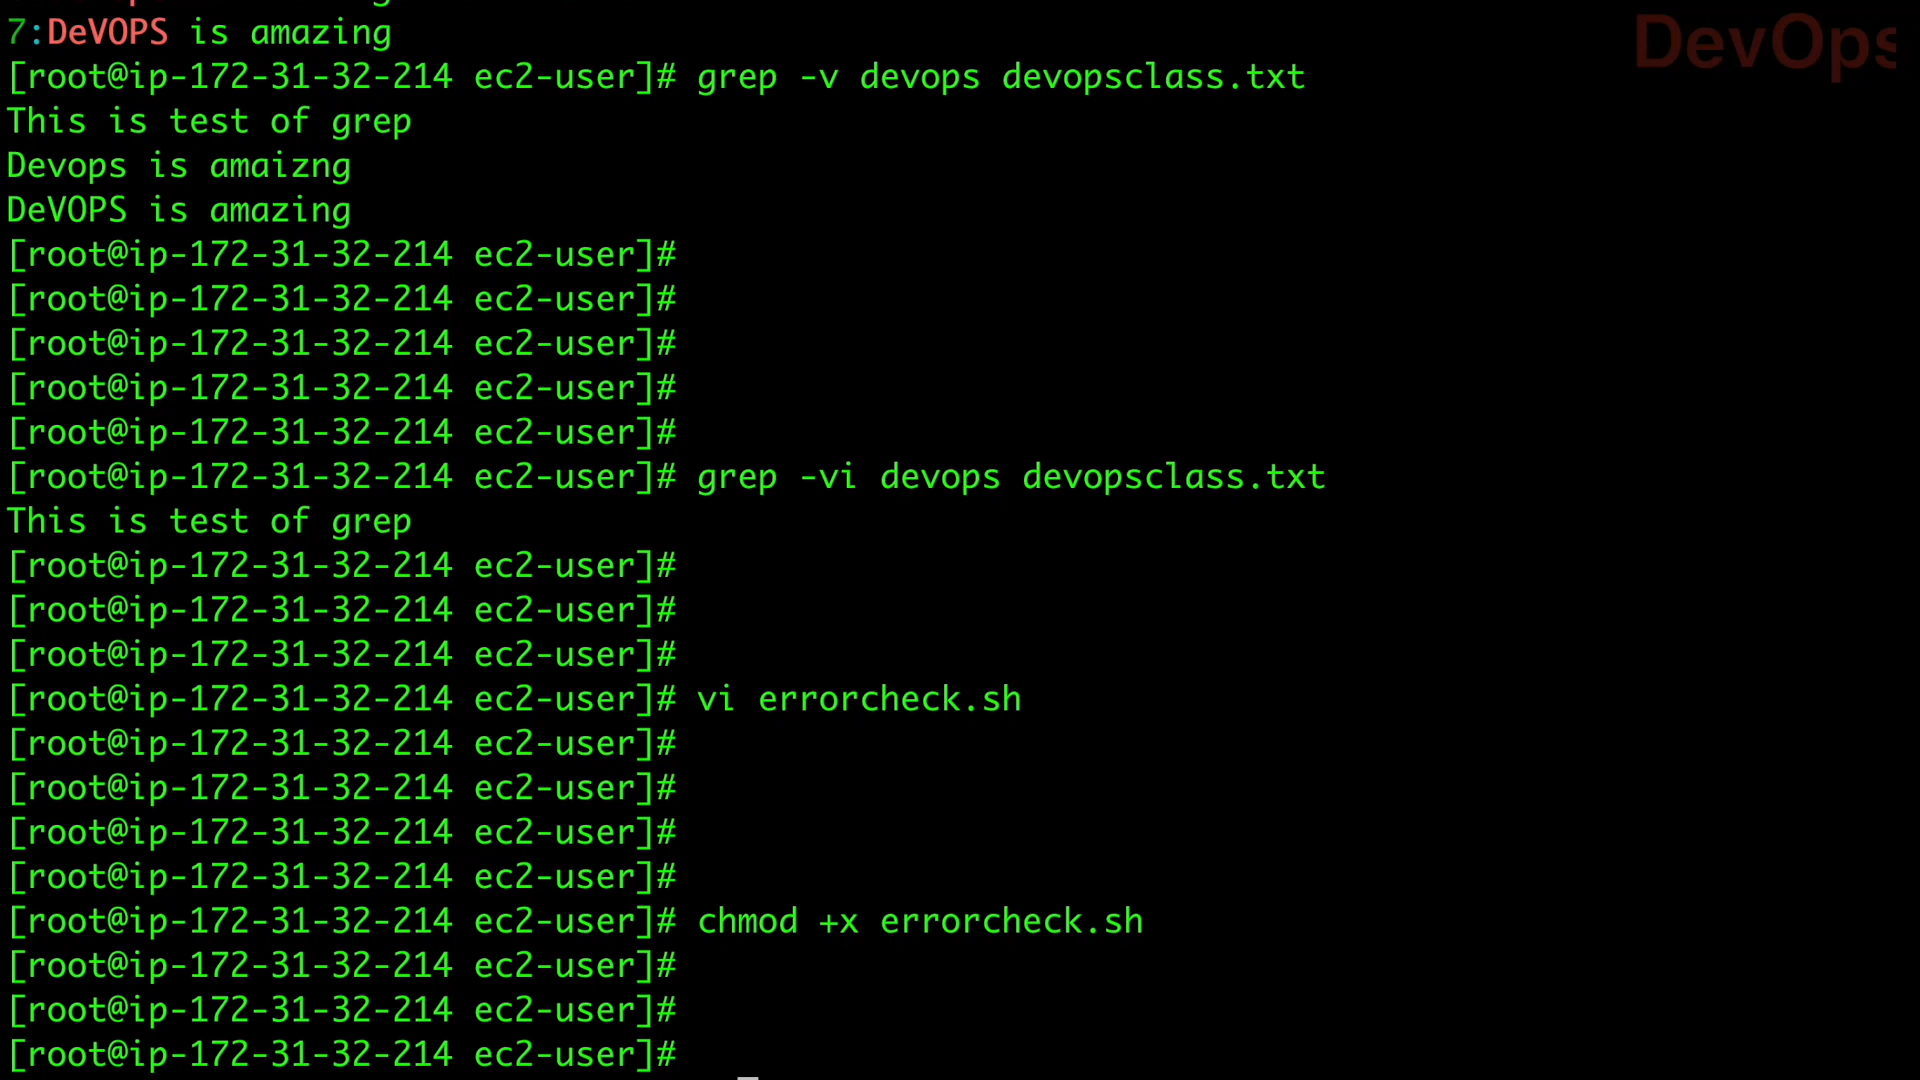 7:DeVOPS is amazing
DevOps
[root@ip-172-31-32-214 ec2-user]# grep -v devops devopsclass.txt
This is test of grep
Devops is amaizng
DeVOPS is amazing
[root@ip-172-31-32-214 ec2-user]#
[root@ip-172-31-32-214 ec2-user]#
[root@ip-172-31-32-214 ec2-user]#
[root@ip-172-31-32-214 ec2-user]#
[root@ip-172-31-32-214 ec2-user]#
[root@ip-172-31-32-214 ec2-user]# grep -vi devops devopsclass.txt
This is test of grep
[root@ip-172-31-32-214 ec2-user]#
[root@ip-172-31-32-214 ec2-user]#
[root@ip-172-31-32-214 ec2-user]#
[root@ip-172-31-32-214 ec2-user]# vi errorcheck.sh
[root@ip-172-31-32-214 ec2-user]#
[root@ip-172-31-32-214 ec2-user]#
[root@ip-172-31-32-214 ec2-user]#
[root@ip-172-31-32-214 ec2-user]#
[root@ip-172-31-32-214 ec2-user]# chmod +x errorcheck.sh
[root@ip-172-31-32-214 ec2-user]#
[root@ip-172-31-32-214 ec2-user]#
[root@ip-172-31-32-214 ec2-user]#